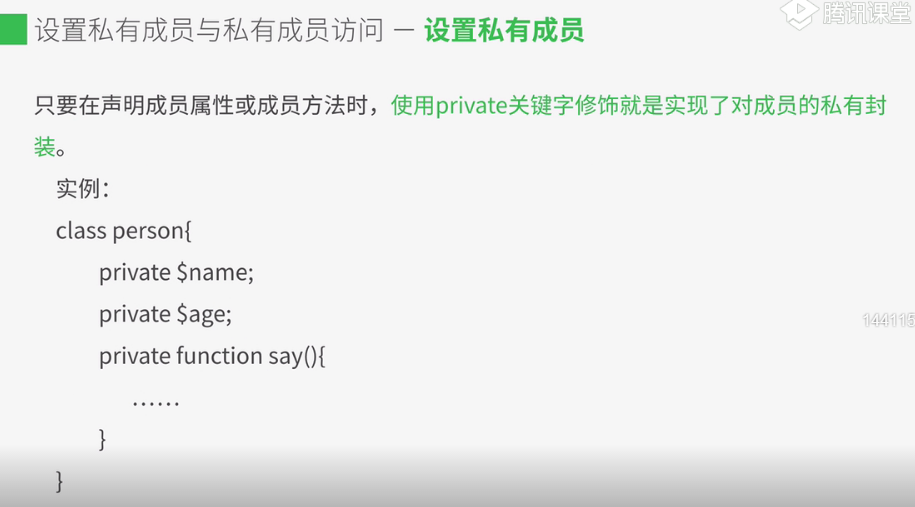 设置私有成员与私有成员访问 — 设置私有成员
腾讯课堂
只要在声明成员属性或成员方法时，使用private关键字修饰就是实现了对成员的私有封
装。
实例：
class person{
private $name;
private $age;
144115
private function say(){
……
}
}